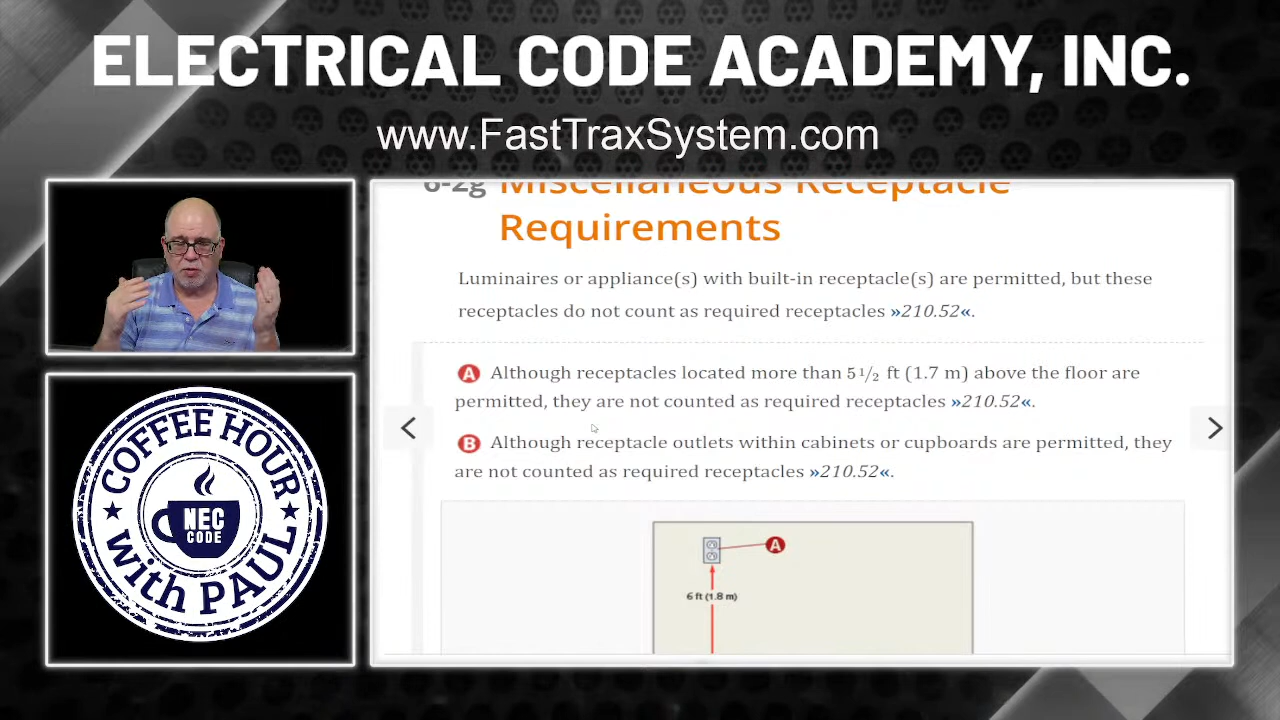 ELECTRICAL CODE ACADEMY, INC.
www.FastTraxSystem.com
6-2g Miscellaneous Receptacle
Requirements
Luminaires or appliance(s) with built-in receptacle(s) are permitted, but these
receptacles do not count as required receptacles »210.52«.
A Although receptacles located more than 5 1/2 ft (1.7 m) above the floor are
permitted, they are not counted as required receptacles »210.52«.
B Although receptacle outlets within cabinets or cupboards are permitted, they
are not counted as required receptacles »210.52«.
A
6 ft (1.8 m)
COFFEE HOUR
NEC
CODE
with PAUL